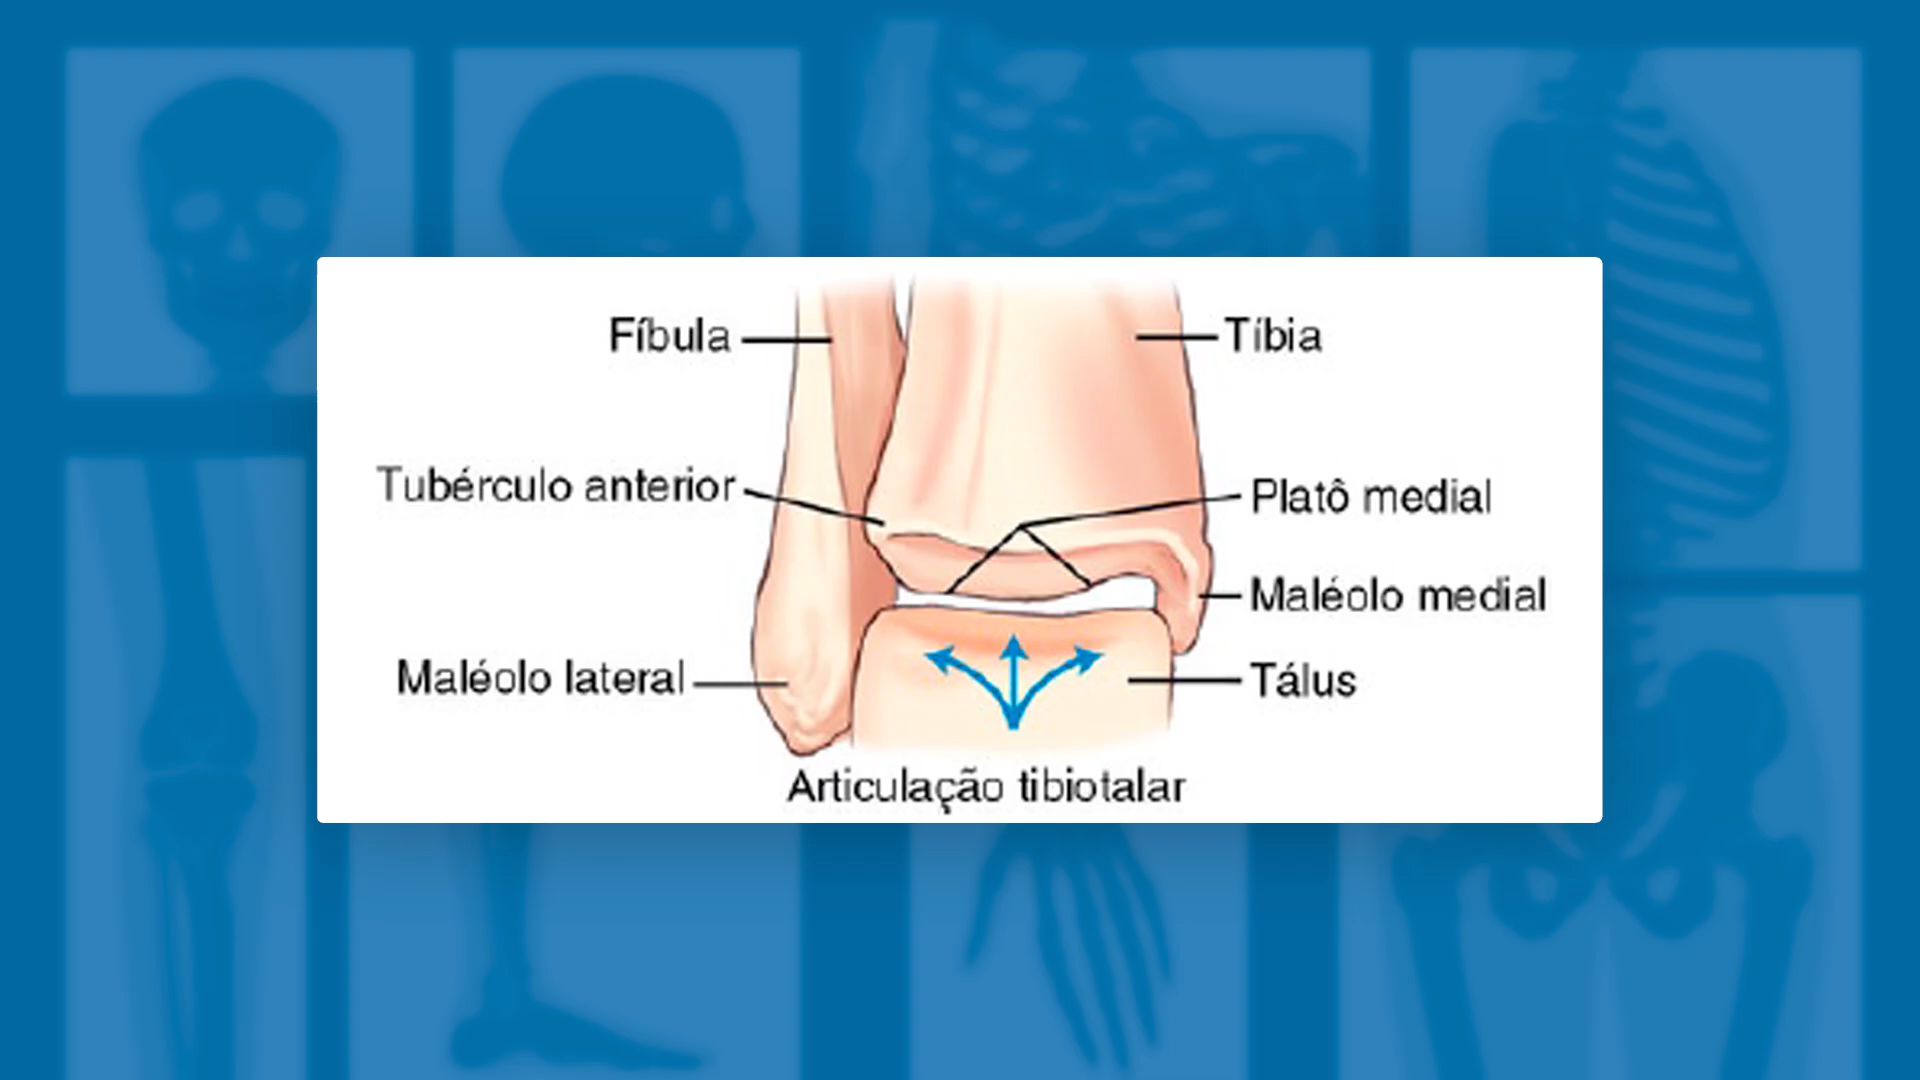 Fíbula
Tíbia
Tubérculo anterior
Platô medial
Maléolo medial
Maléolo lateral
Tálus
Articulação tibiotalar